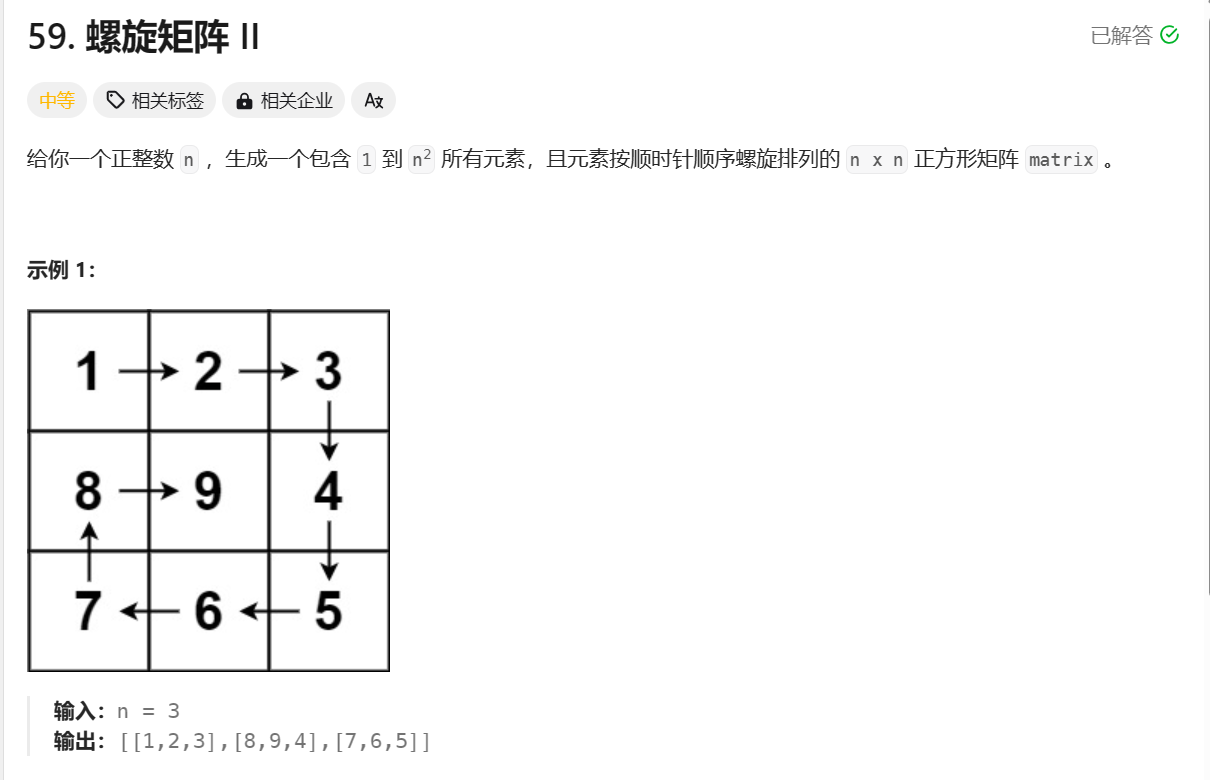 59. 螺旋矩阵 II
已解答
中等 相关标签 相关企业
给你一个正整数 n ，生成一个包含 1 到 n² 所有元素，且元素按顺时针顺序螺旋排列的 n x n 正方形矩阵 matrix 。
示例 1：
1 2 3
8 9 4
7 6 5
输入：n = 3
输出：[[1,2,3],[8,9,4],[7,6,5]]